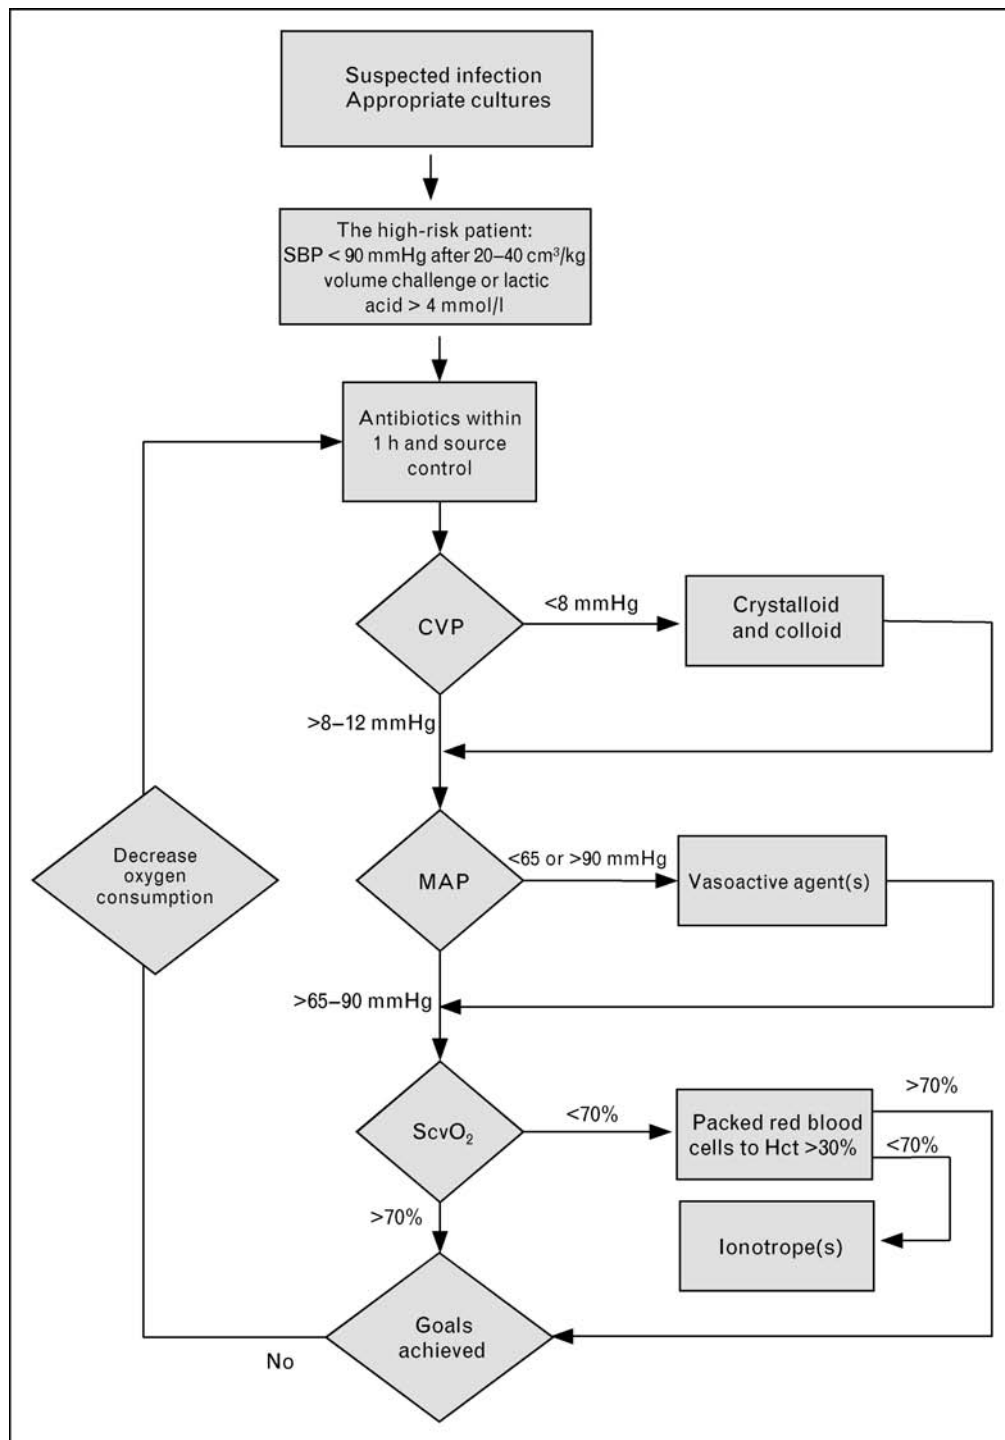 Suspected infection
Appropriate cultures
The high-risk patient:
SBP < 90 mmHg after 20–40 cm³/kg
volume challenge or lactic
acid > 4 mmol/l
Antibiotics within
1 h and source
control
CVP
<8 mmHg
Crystalloid
and colloid
>8–12 mmHg
Decrease
oxygen
consumption
MAP
<65 or >90 mmHg
Vasoactive agent(s)
>65–90 mmHg
ScvO₂
<70%
Packed red blood
cells to Hct >30%
>70%
<70%
>70%
Ionotrope(s)
Goals
achieved
No